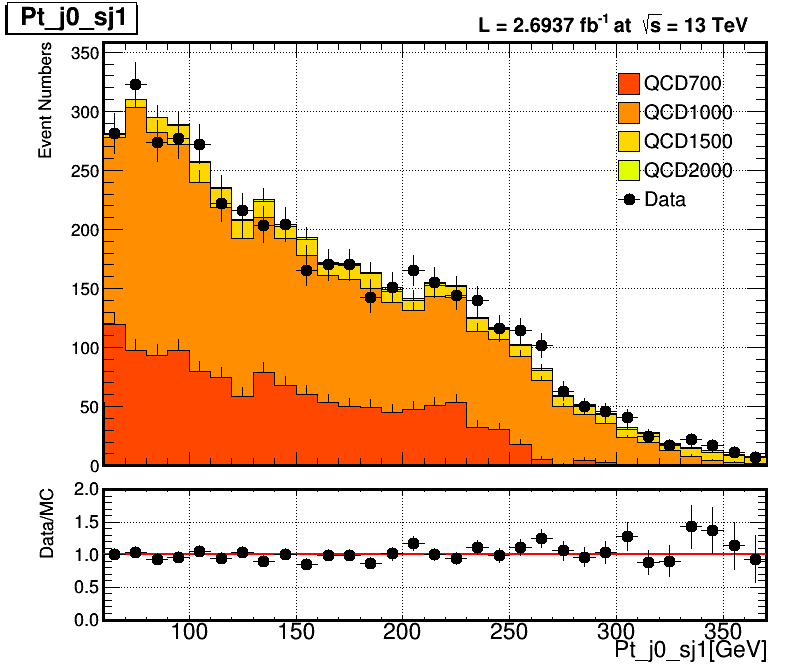 Pt_j0_sj1
L = 2.6937 fb-1 at √s = 13 TeV
Event Numbers
350
300
250
200
150
100
50
0
QCD700
QCD1000
QCD1500
QCD2000
Data
Data/MC
2.0
1.5
1.0
0.5
0.0
100 150 200 250 300 350
Pt_j0_sj1[GeV]